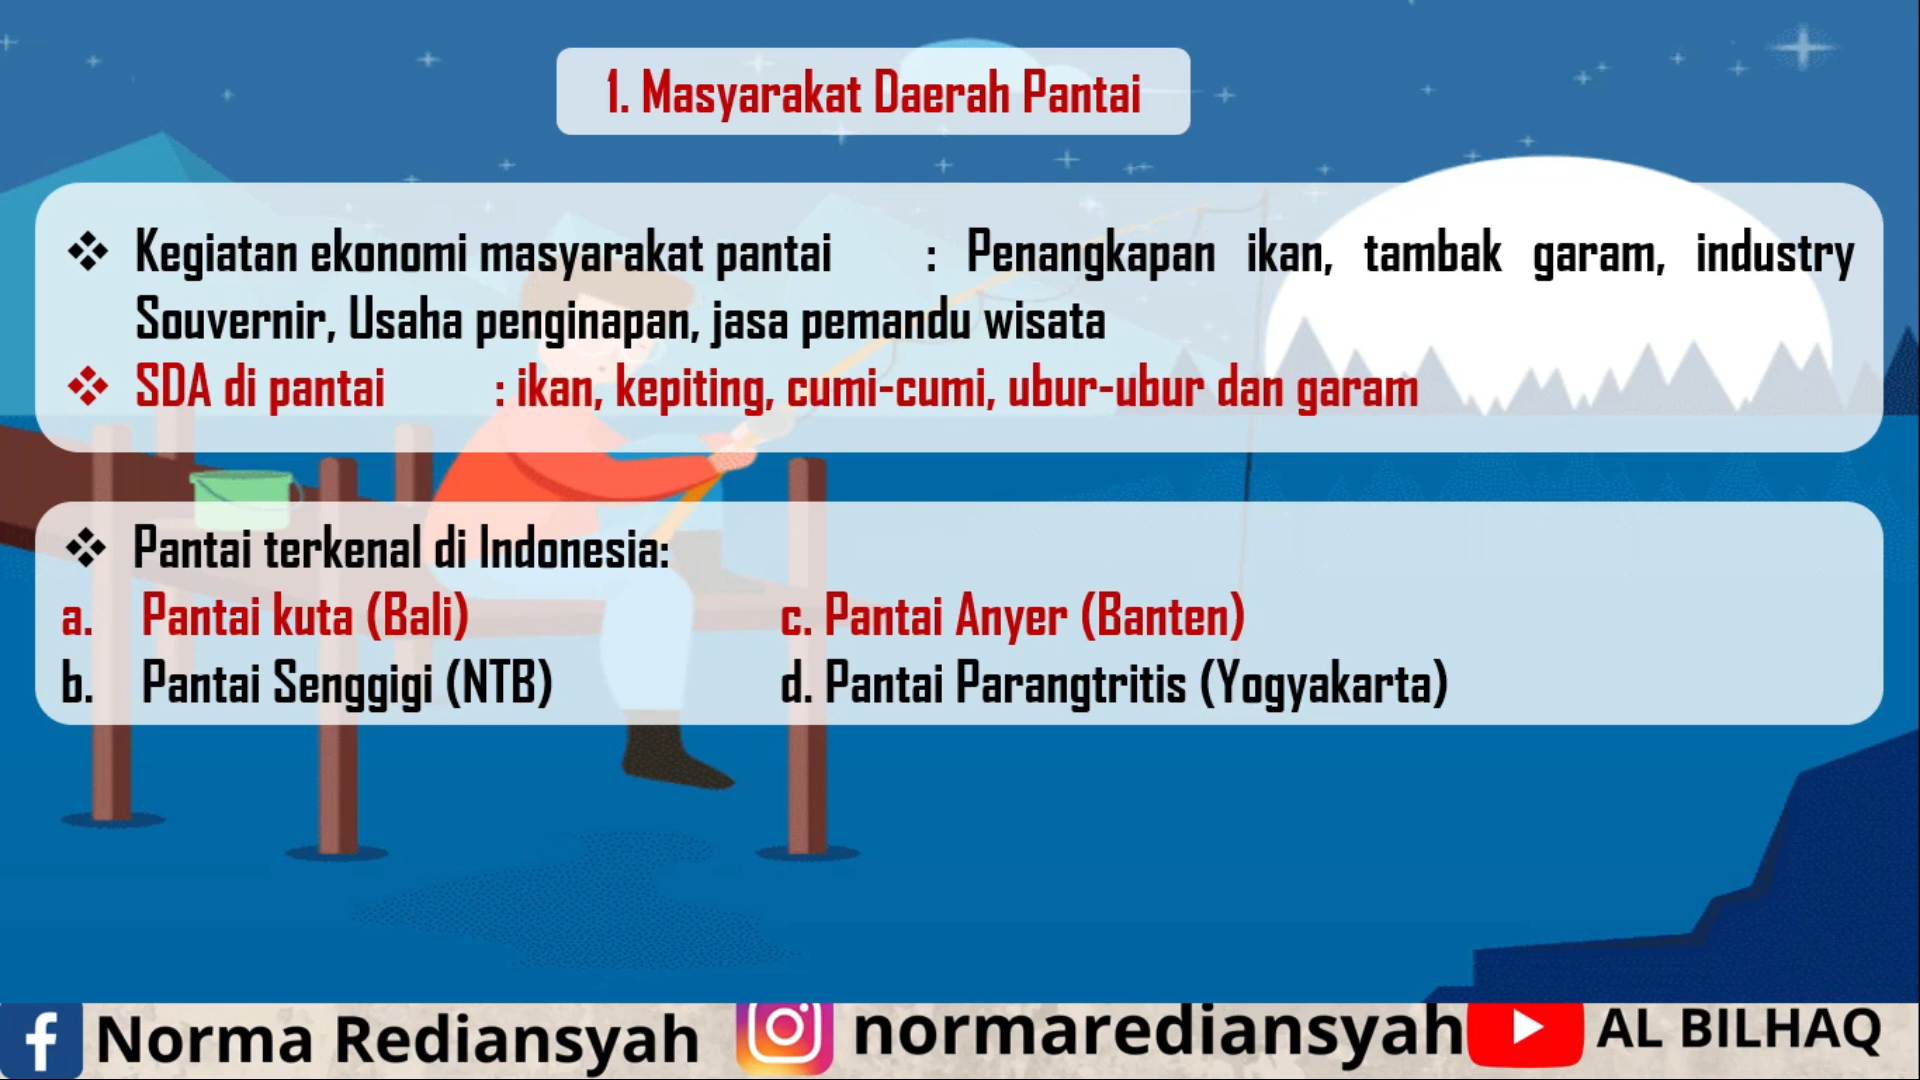 1. Masyarakat Daerah Pantai
❖ Kegiatan ekonomi masyarakat pantai : Penangkapan ikan, tambak garam, industry
Souvernir, Usaha penginapan, jasa pemandu wisata
❖ SDA di pantai : ikan, kepiting, cumi-cumi, ubur-ubur dan garam
❖ Pantai terkenal di Indonesia:
a. Pantai kuta (Bali) c. Pantai Anyer (Banten)
b. Pantai Senggigi (NTB) d. Pantai Parangtritis (Yogyakarta)
Norma Rediansyah normarediansyah AL BILHAQ